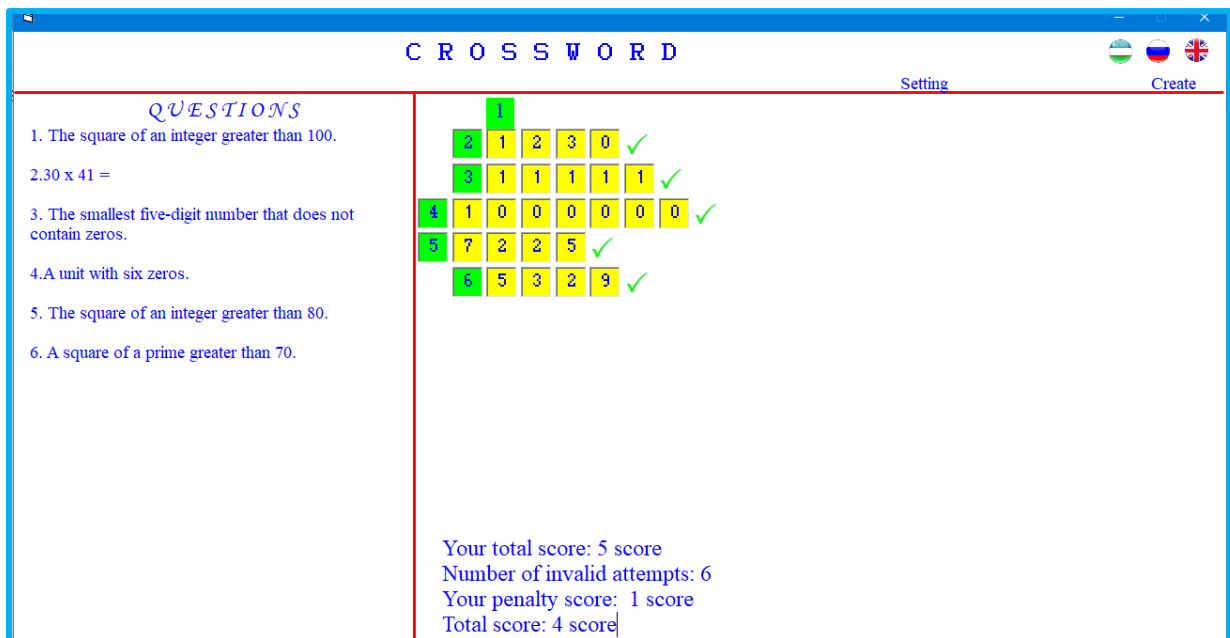 C R O S S W O R D
Setting
Create
QUESTIONS
1. The square of an integer greater than 100.
2.30 x 41 =
3. The smallest five-digit number that does not
contain zeros.
4.A unit with six zeros.
5. The square of an integer greater than 80.
6. A square of a prime greater than 70.
1
2 1 2 3 0
3 1 1 1 1 1
4 1 0 0 0 0 0 0
5 7 2 2 5
6 5 3 2 9
Your total score: 5 score
Number of invalid attempts: 6
Your penalty score: 1 score
Total score: 4 score